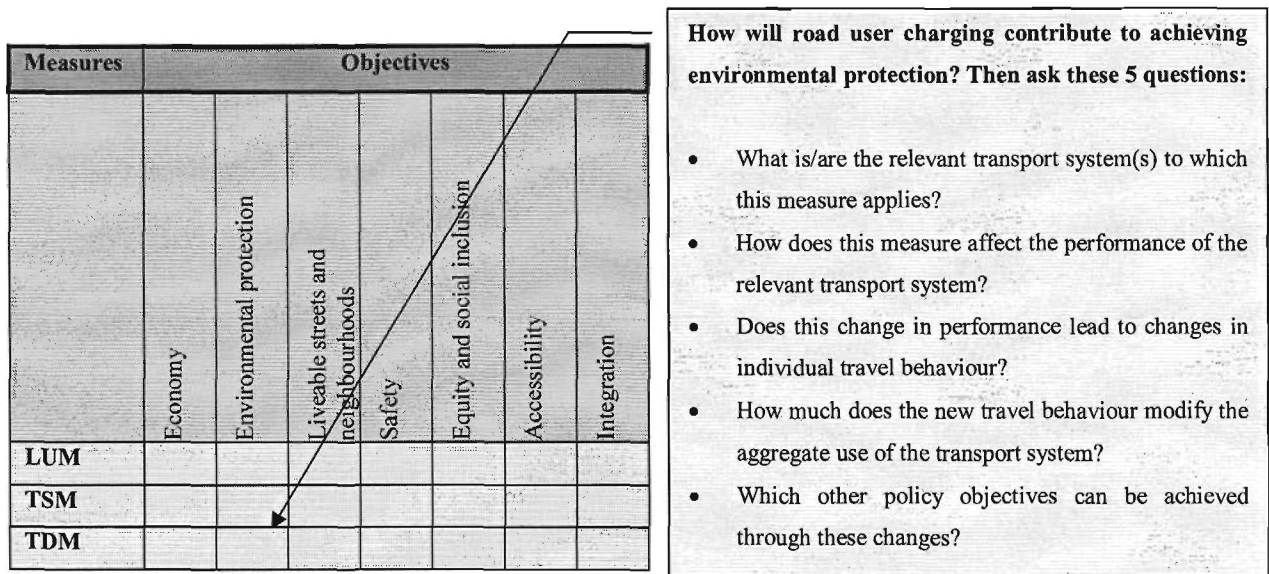 Measures
Objectives
Economy
Environmental protection
Liveable streets and
neighbourhoods
Safety
Equity and social inclusion
Accessibility
Integration
LUM
TSM
TDM
How will road user charging contribute to achieving
environmental protection? Then ask these 5 questions:
• What is/are the relevant transport system(s) to which
this measure applies?
• How does this measure affect the performance of the
relevant transport system?
• Does this change in performance lead to changes in
individual travel behaviour?
• How much does the new travel behaviour modify the
aggregate use of the transport system?
• Which other policy objectives can be achieved
through these changes?